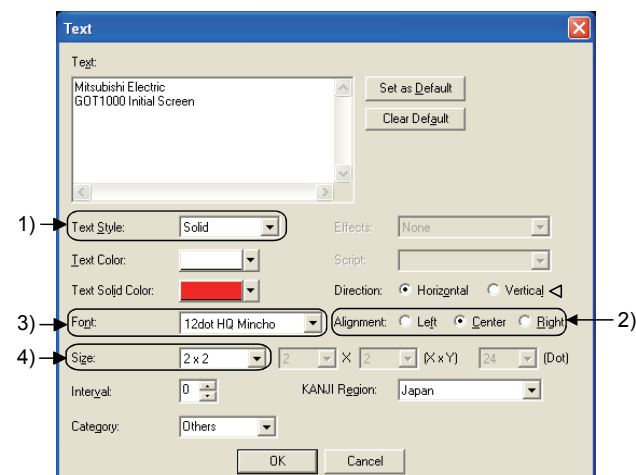 Text
Text:
Mitsubishi Electric
GOT1000 Initial Screen
Set as Default
Clear Default
1) Text Style: Solid Effects: None
Text Color: Script:
Text Solid Color: Direction: Horizontal Vertical
3) Font: 12dot HQ Mincho Alignment: Left Center Right 2)
4) Size: 2 x 2 2 X 2 (X x Y) 24 (Dot)
Interval: 0 KANJI Region: Japan
Category: Others
OK Cancel